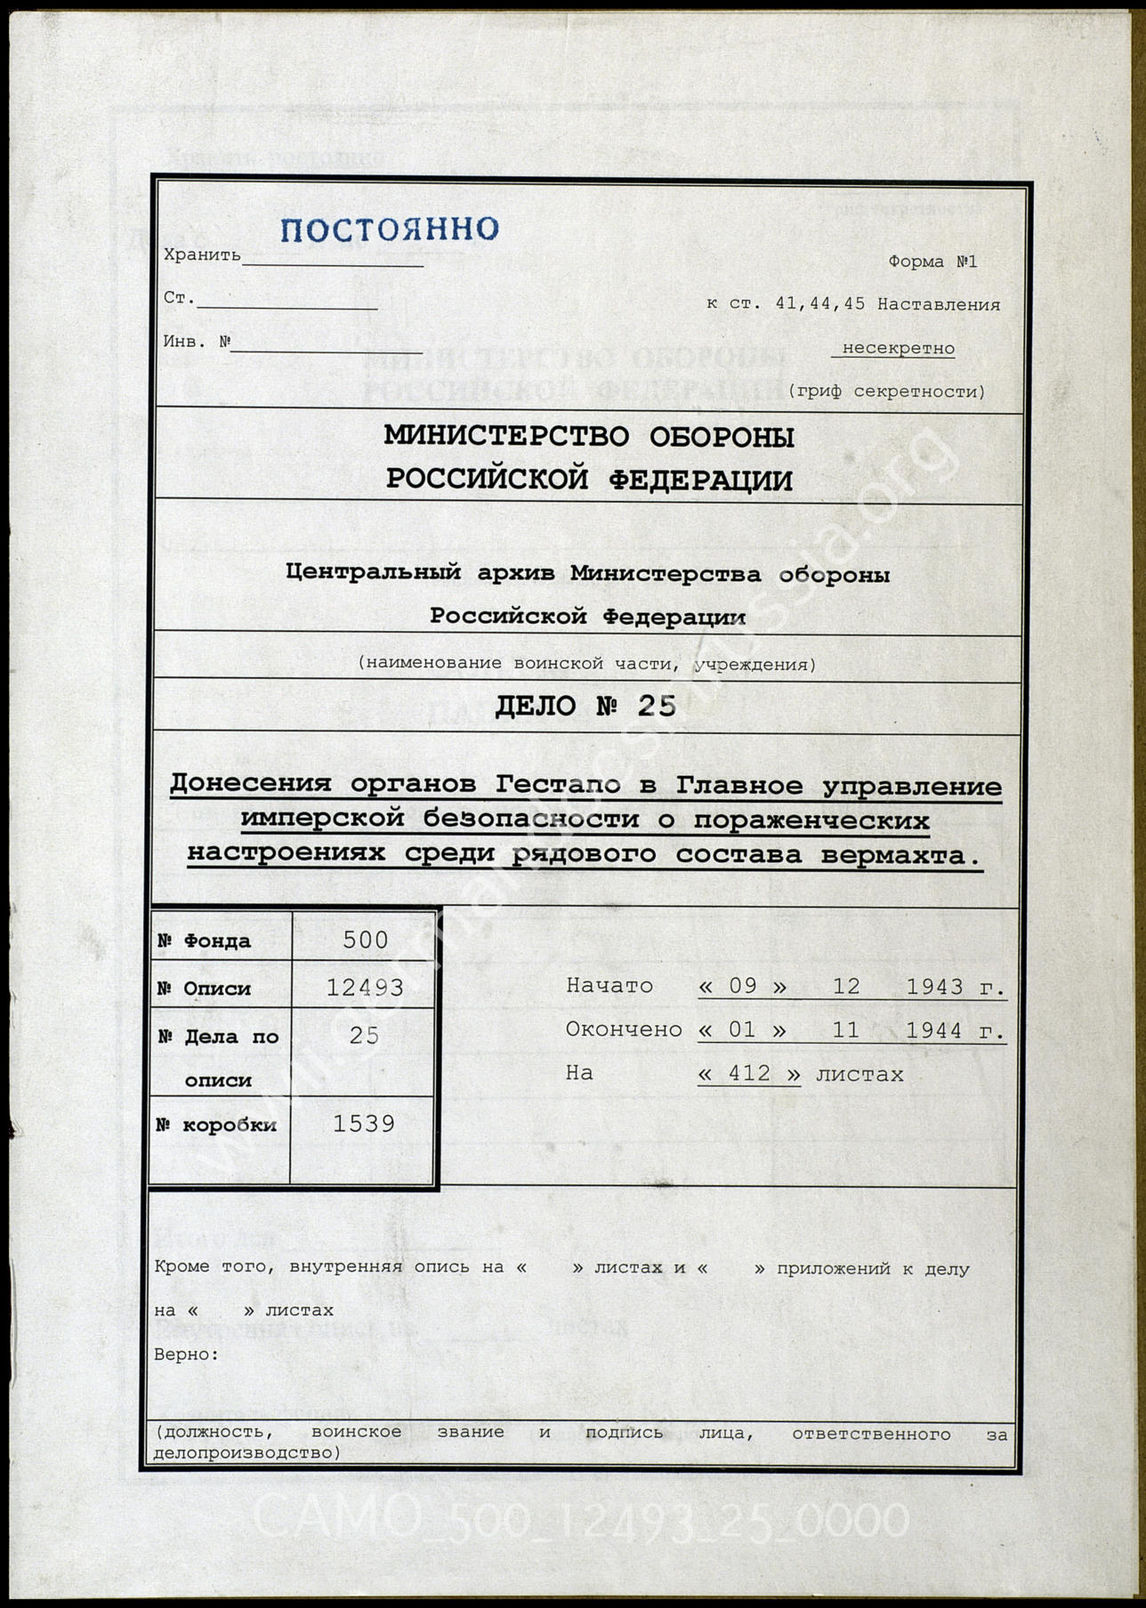 ПОСТОЯННО
Хранить
Форма №1
Ст.
к ст. 41,44,45 Наставления
Инв. №
несекретно
(гриф секретности)
МИНИСТЕРСТВО ОБОРОНЫ
РОССИЙСКОЙ ФЕДЕРАЦИИ
Центральный архив Министерства обороны
Российской Федерации
(наименование воинской части, учреждения)
ДЕЛО № 25
Донесения органов Гестапо в Главное управление
имперской безопасности о пораженческих
настроениях среди рядового состава вермахта.
№ Фонда 500
№ Описи 12493
№ Дела по 25
описи
№ коробки 1539
Начато « 09 » 12 1943 г.
Окончено « 01 » 11 1944 г.
На « 412 » листах
Кроме того, внутренняя опись на « » листах и « » приложений к делу
на « » листах
Верно:
(должность, воинское звание и подпись лица, ответственного за
делопроизводство)
CAMO_500_12493_25_0000